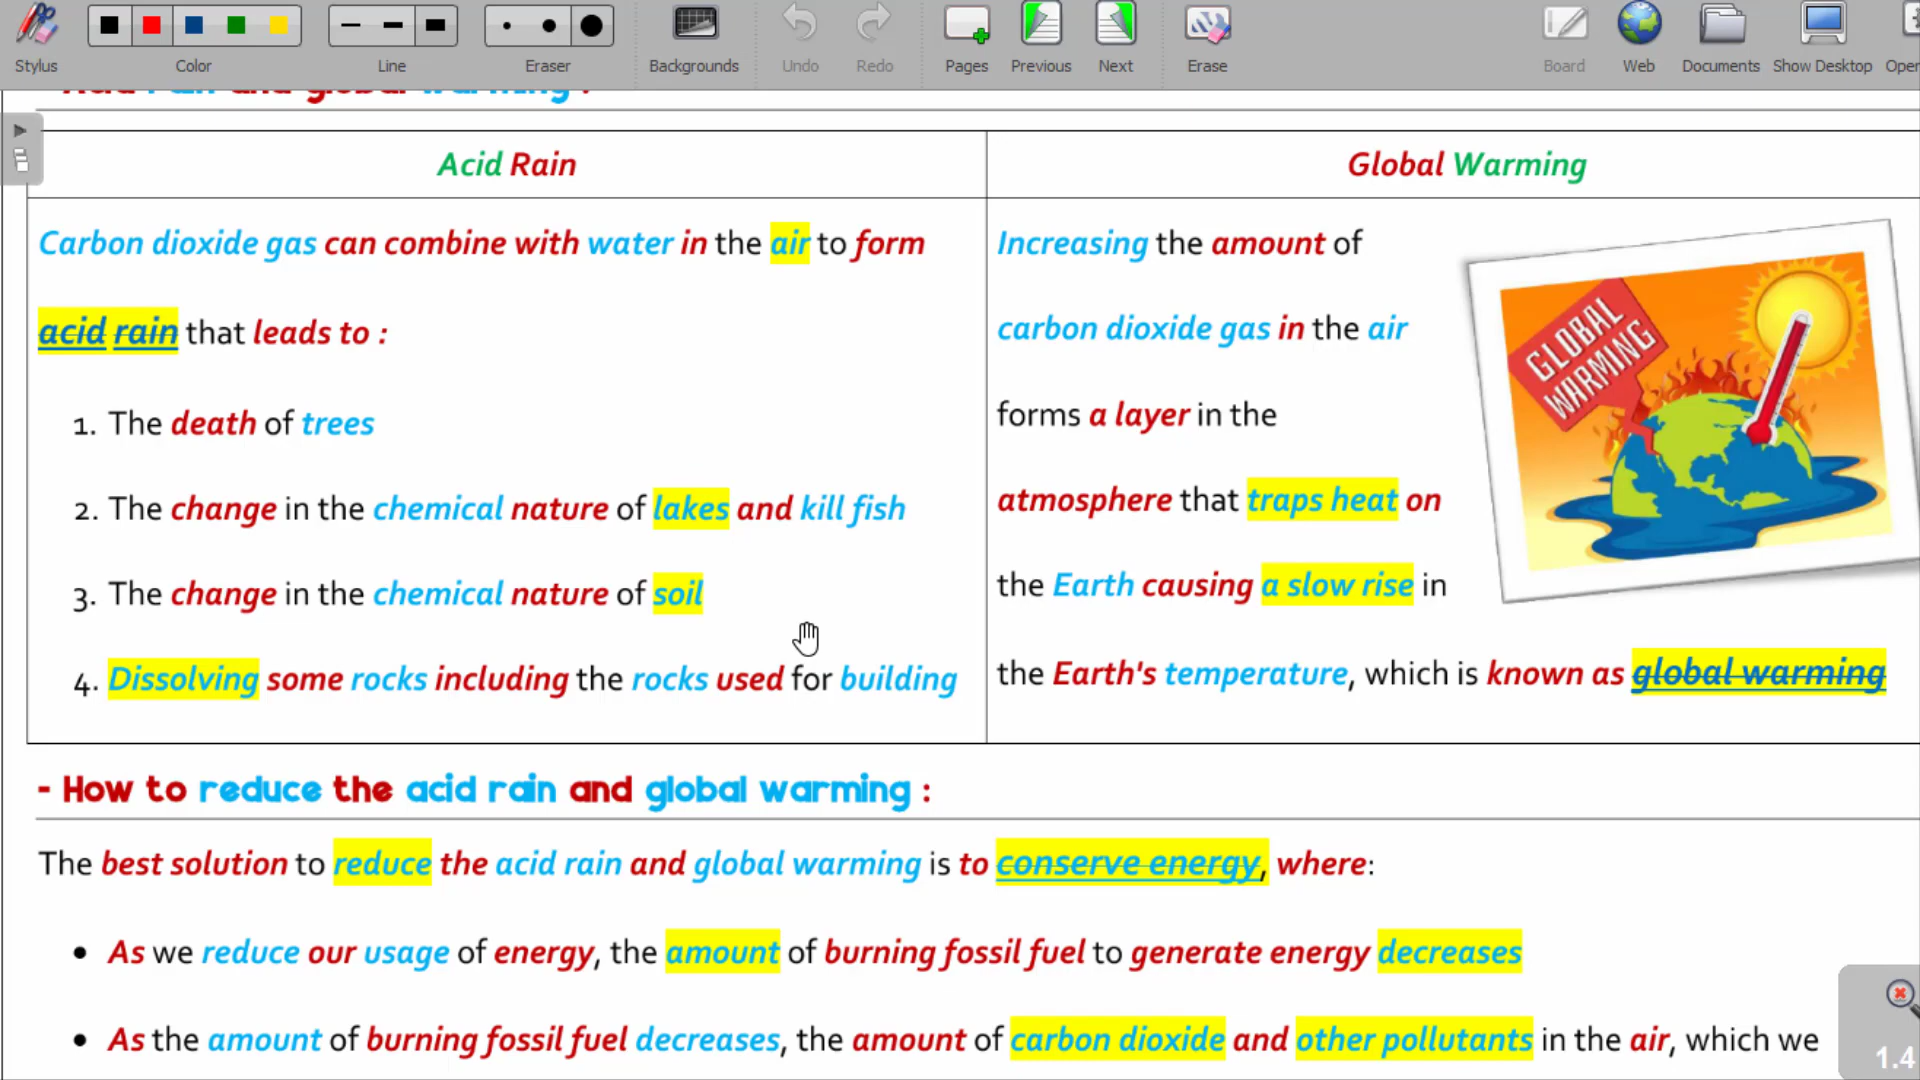 Stylus
Color
Line
Eraser
Backgrounds
Undo
Redo
Pages
Previous
Next
Erase
Board
Web
Documents
Show Desktop
Open
- Acid rain and global warming :
Acid Rain
Carbon dioxide gas can combine with water in the air to form
acid rain that leads to :
1. The death of trees
2. The change in the chemical nature of lakes and kill fish
3. The change in the chemical nature of soil
4. Dissolving some rocks including the rocks used for building
Global Warming
Increasing the amount of
carbon dioxide gas in the air
forms a layer in the
atmosphere that traps heat on
the Earth causing a slow rise in
the Earth's temperature, which is known as global warming
GLOBAL
WARMING
- How to reduce the acid rain and global warming :
The best solution to reduce the acid rain and global warming is to conserve energy, where:
• As we reduce our usage of energy, the amount of burning fossil fuel to generate energy decreases
• As the amount of burning fossil fuel decreases, the amount of carbon dioxide and other pollutants in the air, which we
1.4